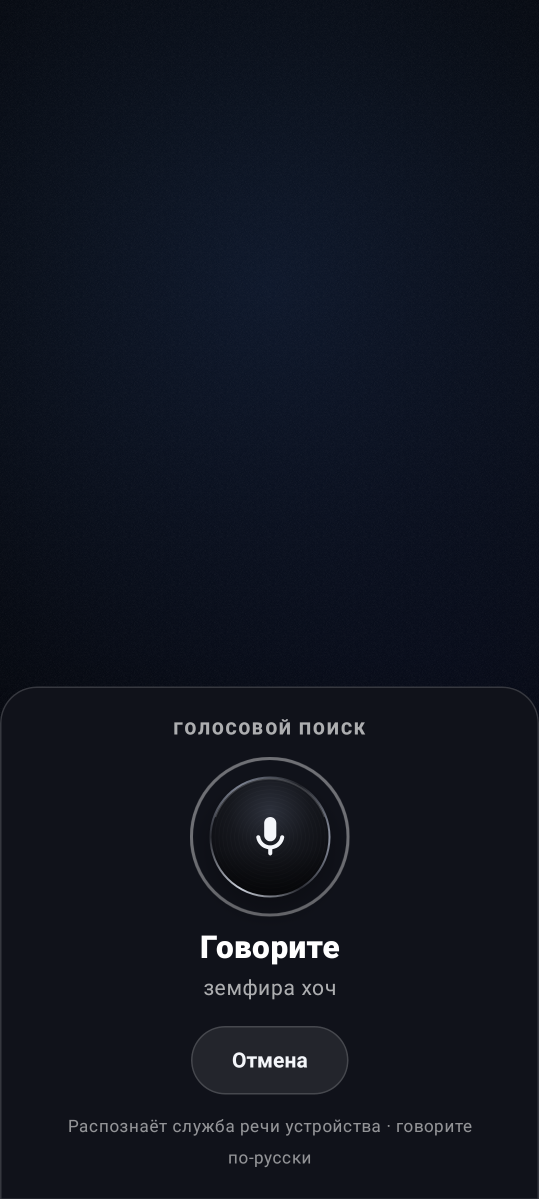 ГОЛОСОВОЙ ПОИСК
Говорите
земфира хоч
Отмена
Распознаёт служба речи устройства · говорите
по-русски